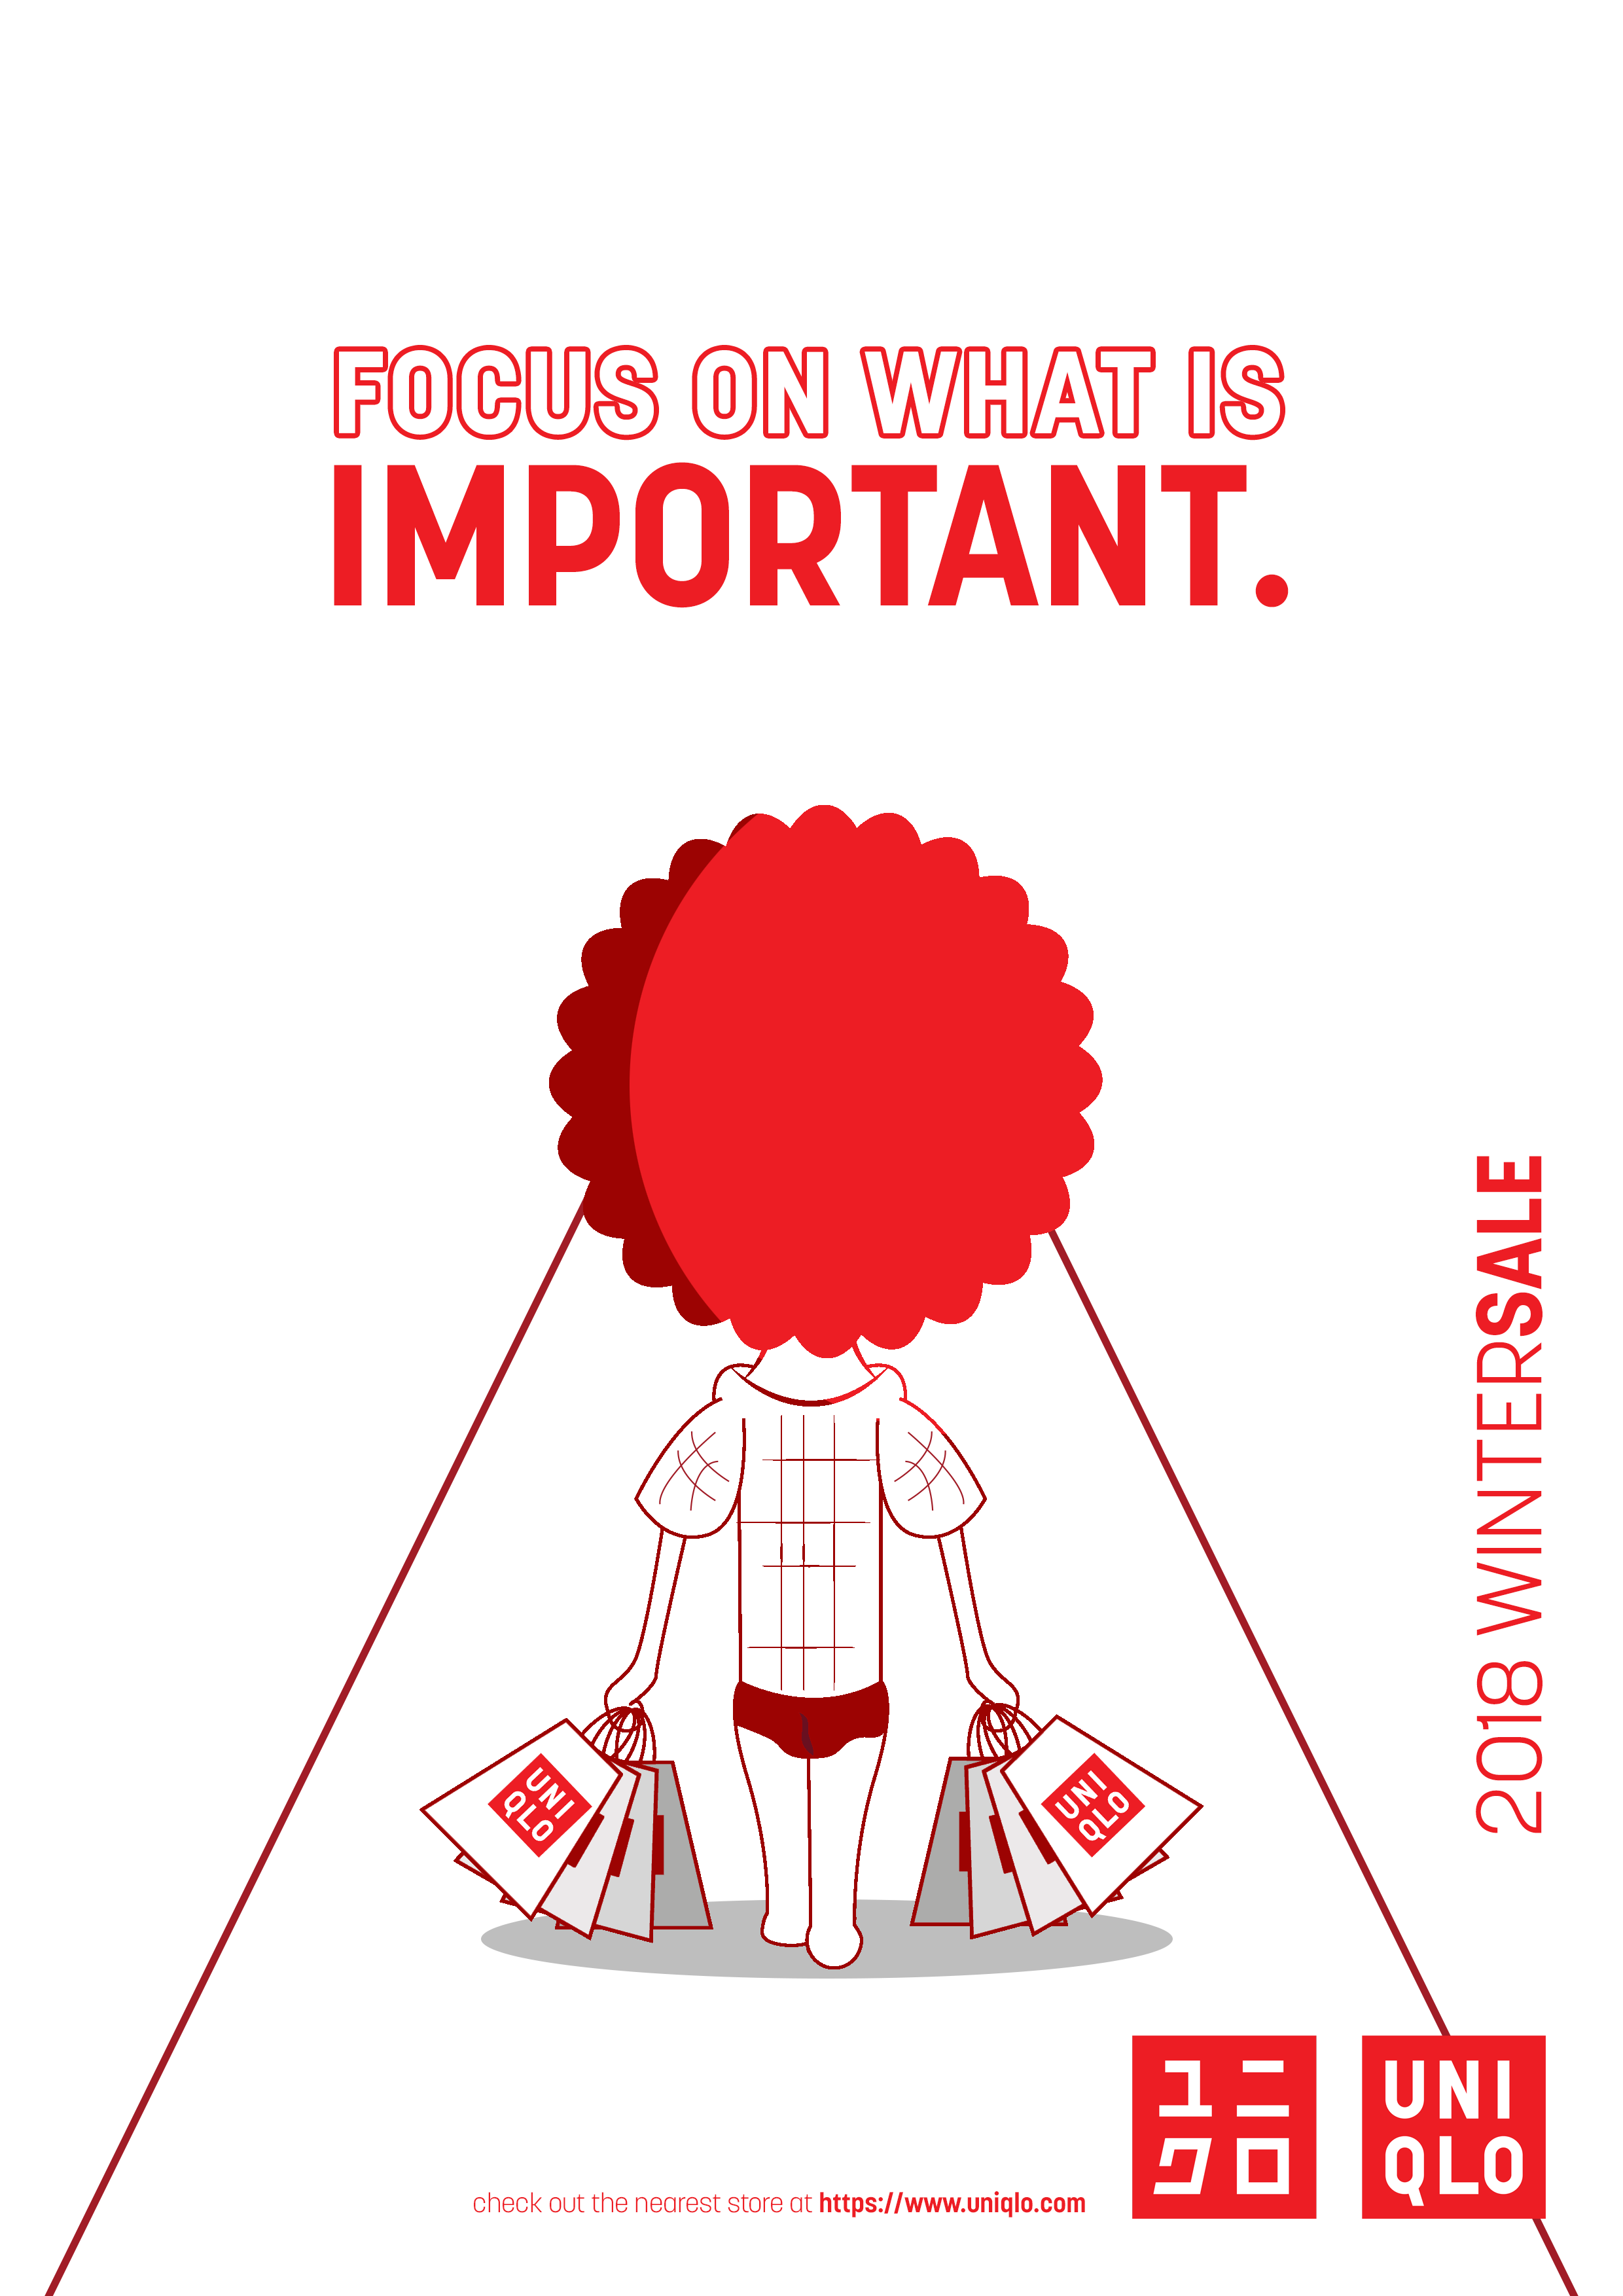 FOCUS ON WHAT IS
IMPORTANT.
2018 WINTERSALE
UNI
QLO
UNI
QLO
check out the nearest store at https://www.uniqlo.com
ユニ
クロ
UNI
QLO